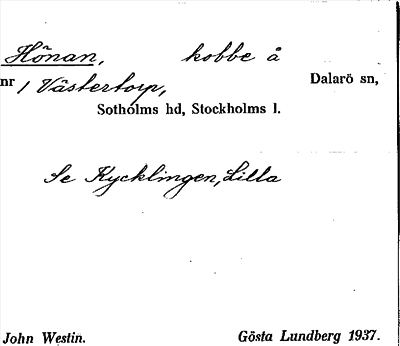 Hönan, kobbe å
nr 1 Västertorp, Dalarö sn,
Sotholms hd, Stockholms l.
Se Kycklingen, Lilla
John Westin. Gösta Lundberg 1937.